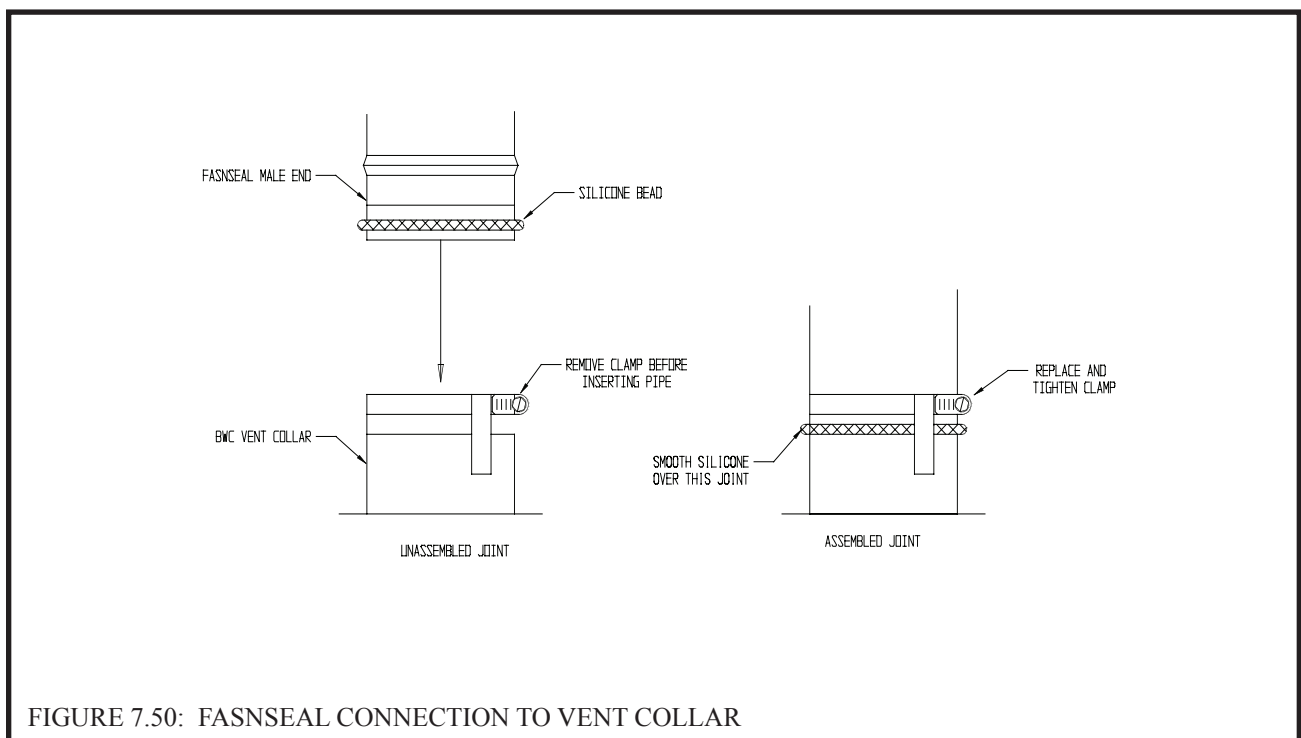 FASNSEAL MALE END
SILICONE BEAD
REMOVE CLAMP BEFORE
INSERTING PIPE
BWC VENT COLLAR
UNASSEMBLED JOINT
REPLACE AND
TIGHTEN CLAMP
SMOOTH SILICONE
OVER THIS JOINT
ASSEMBLED JOINT
FIGURE 7.50: FASNSEAL CONNECTION TO VENT COLLAR